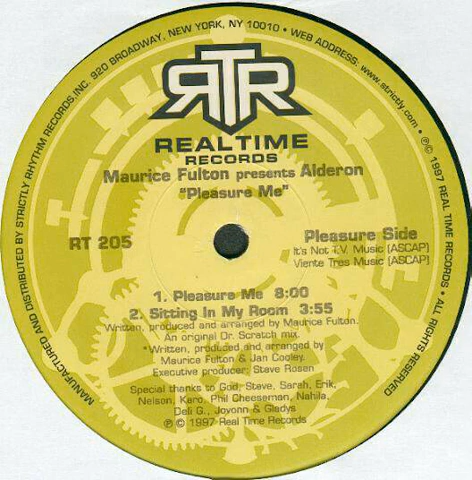 MANUFACTURED AND DISTRIBUTED BY STRICTLY RHYTHM RECORDS, INC. 920 BROADWAY, NEW YORK, NY 10010 • WEB ADDRESS: www.strictly.com • ℗© 1997 REAL TIME RECORDS • ALL RIGHTS RESERVED
RTR
REALTIME
RECORDS
Maurice Fulton presents Alderon
"Pleasure Me"
RT 205
Pleasure Side
It's Not T.V. Music (ASCAP)
Viente Tres Music (ASCAP)
1. Pleasure Me 8:00
2. Sitting In My Room 3:55
Written, produced and arranged by Maurice Fulton.
An original Dr. Scratch mix.
*Written, produced and arranged by
Maurice Fulton & Jan Cooley.
Executive producer: Steve Rosen
Special thanks to God, Steve, Sarah, Erik,
Nelson, Karo, Phil Cheeseman, Nahila,
Deli G., Joyonn & Gladys
℗ © 1997 Real Time Records